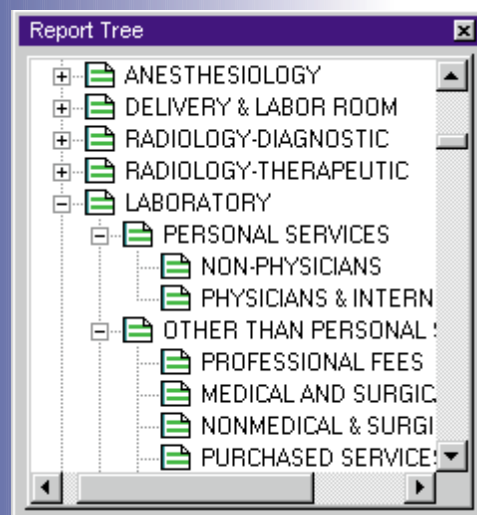 Report Tree
ANESTHESIOLOGY
DELIVERY & LABOR ROOM
RADIOLOGY-DIAGNOSTIC
RADIOLOGY-THERAPEUTIC
LABORATORY
PERSONAL SERVICES
NON-PHYSICIANS
PHYSICIANS & INTERN
OTHER THAN PERSONAL
PROFESSIONAL FEES
MEDICAL AND SURGIC
NONMEDICAL & SURGI
PURCHASED SERVICE